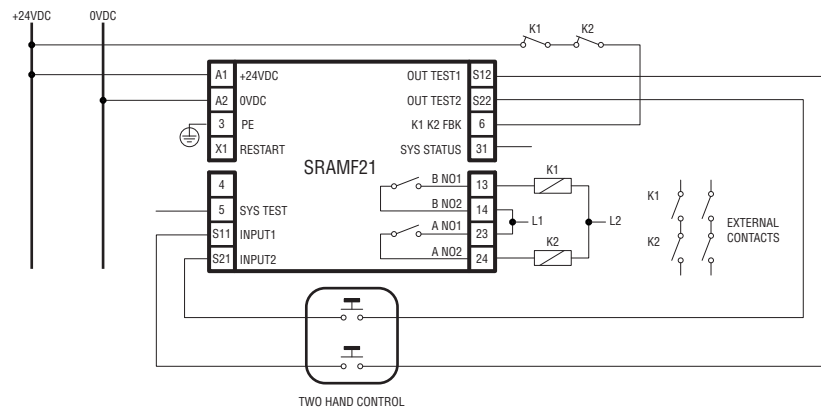 +24VDC 0VDC
K1 K2
A1 +24VDC OUT TEST1 S12
A2 0VDC OUT TEST2 S22
3 PE K1 K2 FBK 6
X1 RESTART SYS STATUS 31
SRAMF21
4 B NO1 13 K1
5 SYS TEST B NO2 14 L1 L2
S11 INPUT1 A NO1 23
S21 INPUT2 A NO2 24 K2
K1
K2
EXTERNAL
CONTACTS
TWO HAND CONTROL